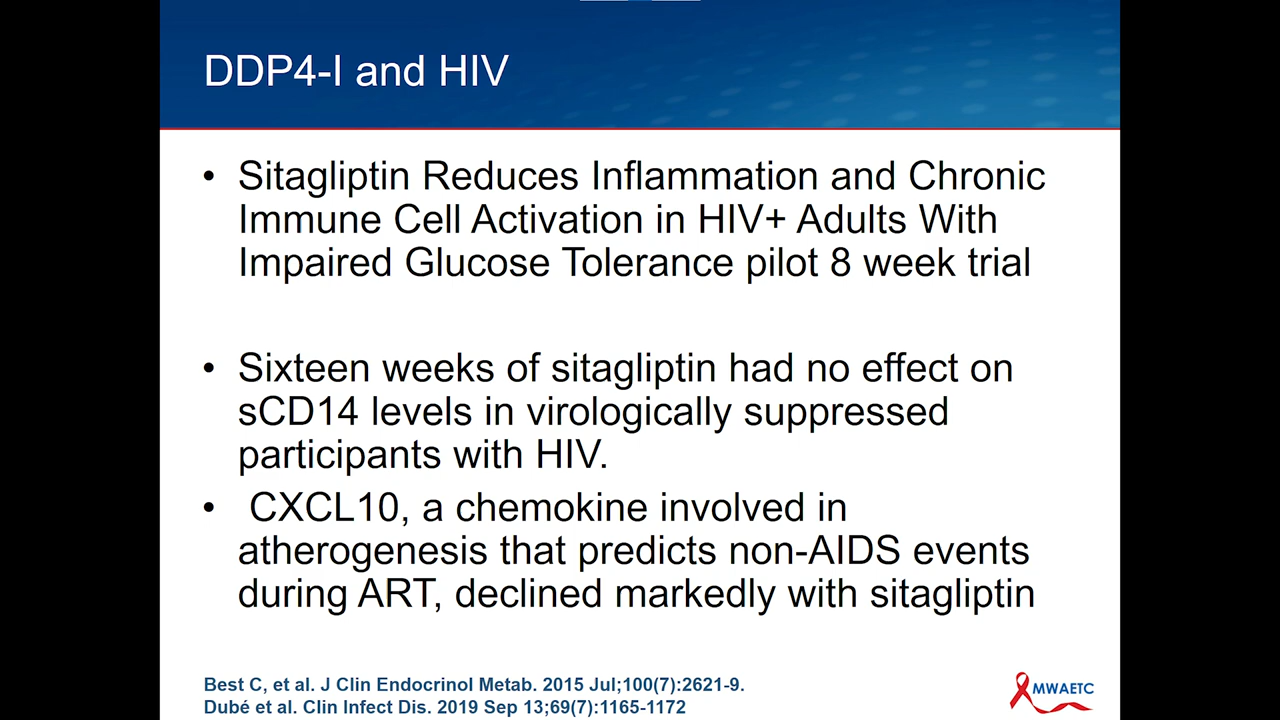 DDP4-I and HIV
• Sitagliptin Reduces Inflammation and Chronic
Immune Cell Activation in HIV+ Adults With
Impaired Glucose Tolerance pilot 8 week trial
• Sixteen weeks of sitagliptin had no effect on
sCD14 levels in virologically suppressed
participants with HIV.
• CXCL10, a chemokine involved in
atherogenesis that predicts non-AIDS events
during ART, declined markedly with sitagliptin
Best C, et al. J Clin Endocrinol Metab. 2015 Jul;100(7):2621-9.
Dubé et al. Clin Infect Dis. 2019 Sep 13;69(7):1165-1172
MWAETC